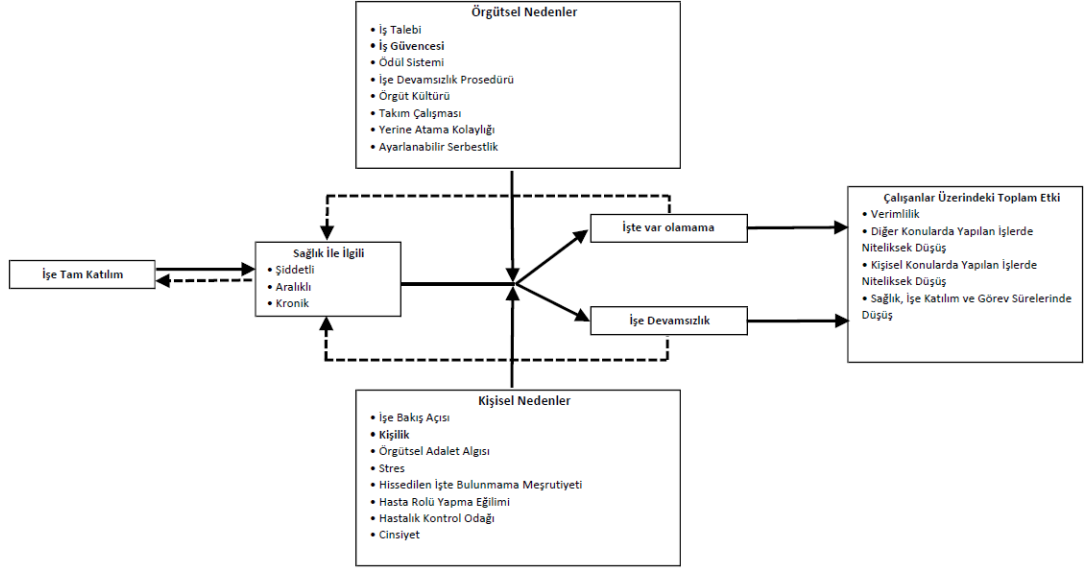 Örgütsel Nedenler
• İş Talebi
• İş Güvencesi
• Ödül Sistemi
• İşe Devamsızlık Prosedürü
• Örgüt Kültürü
• Takım Çalışması
• Yerine Atama Kolaylığı
• Ayarlanabilir Serbestlik
İşe Tam Katılım
Sağlık İle İlgili
• Şiddetli
• Aralıklı
• Kronik
İşte var olamama
İşe Devamsızlık
Çalışanlar Üzerindeki Toplam Etki
• Verimlilik
• Diğer Konularda Yapılan İşlerde
Niteliksek Düşüş
• Kişisel Konularda Yapılan İşlerde
Niteliksek Düşüş
• Sağlık, İşe Katılım ve Görev Sürelerinde
Düşüş
Kişisel Nedenler
• İşe Bakış Açısı
• Kişilik
• Örgütsel Adalet Algısı
• Stres
• Hissedilen İşte Bulunmama Meşrutiyeti
• Hasta Rolü Yapma Eğilimi
• Hastalık Kontrol Odağı
• Cinsiyet